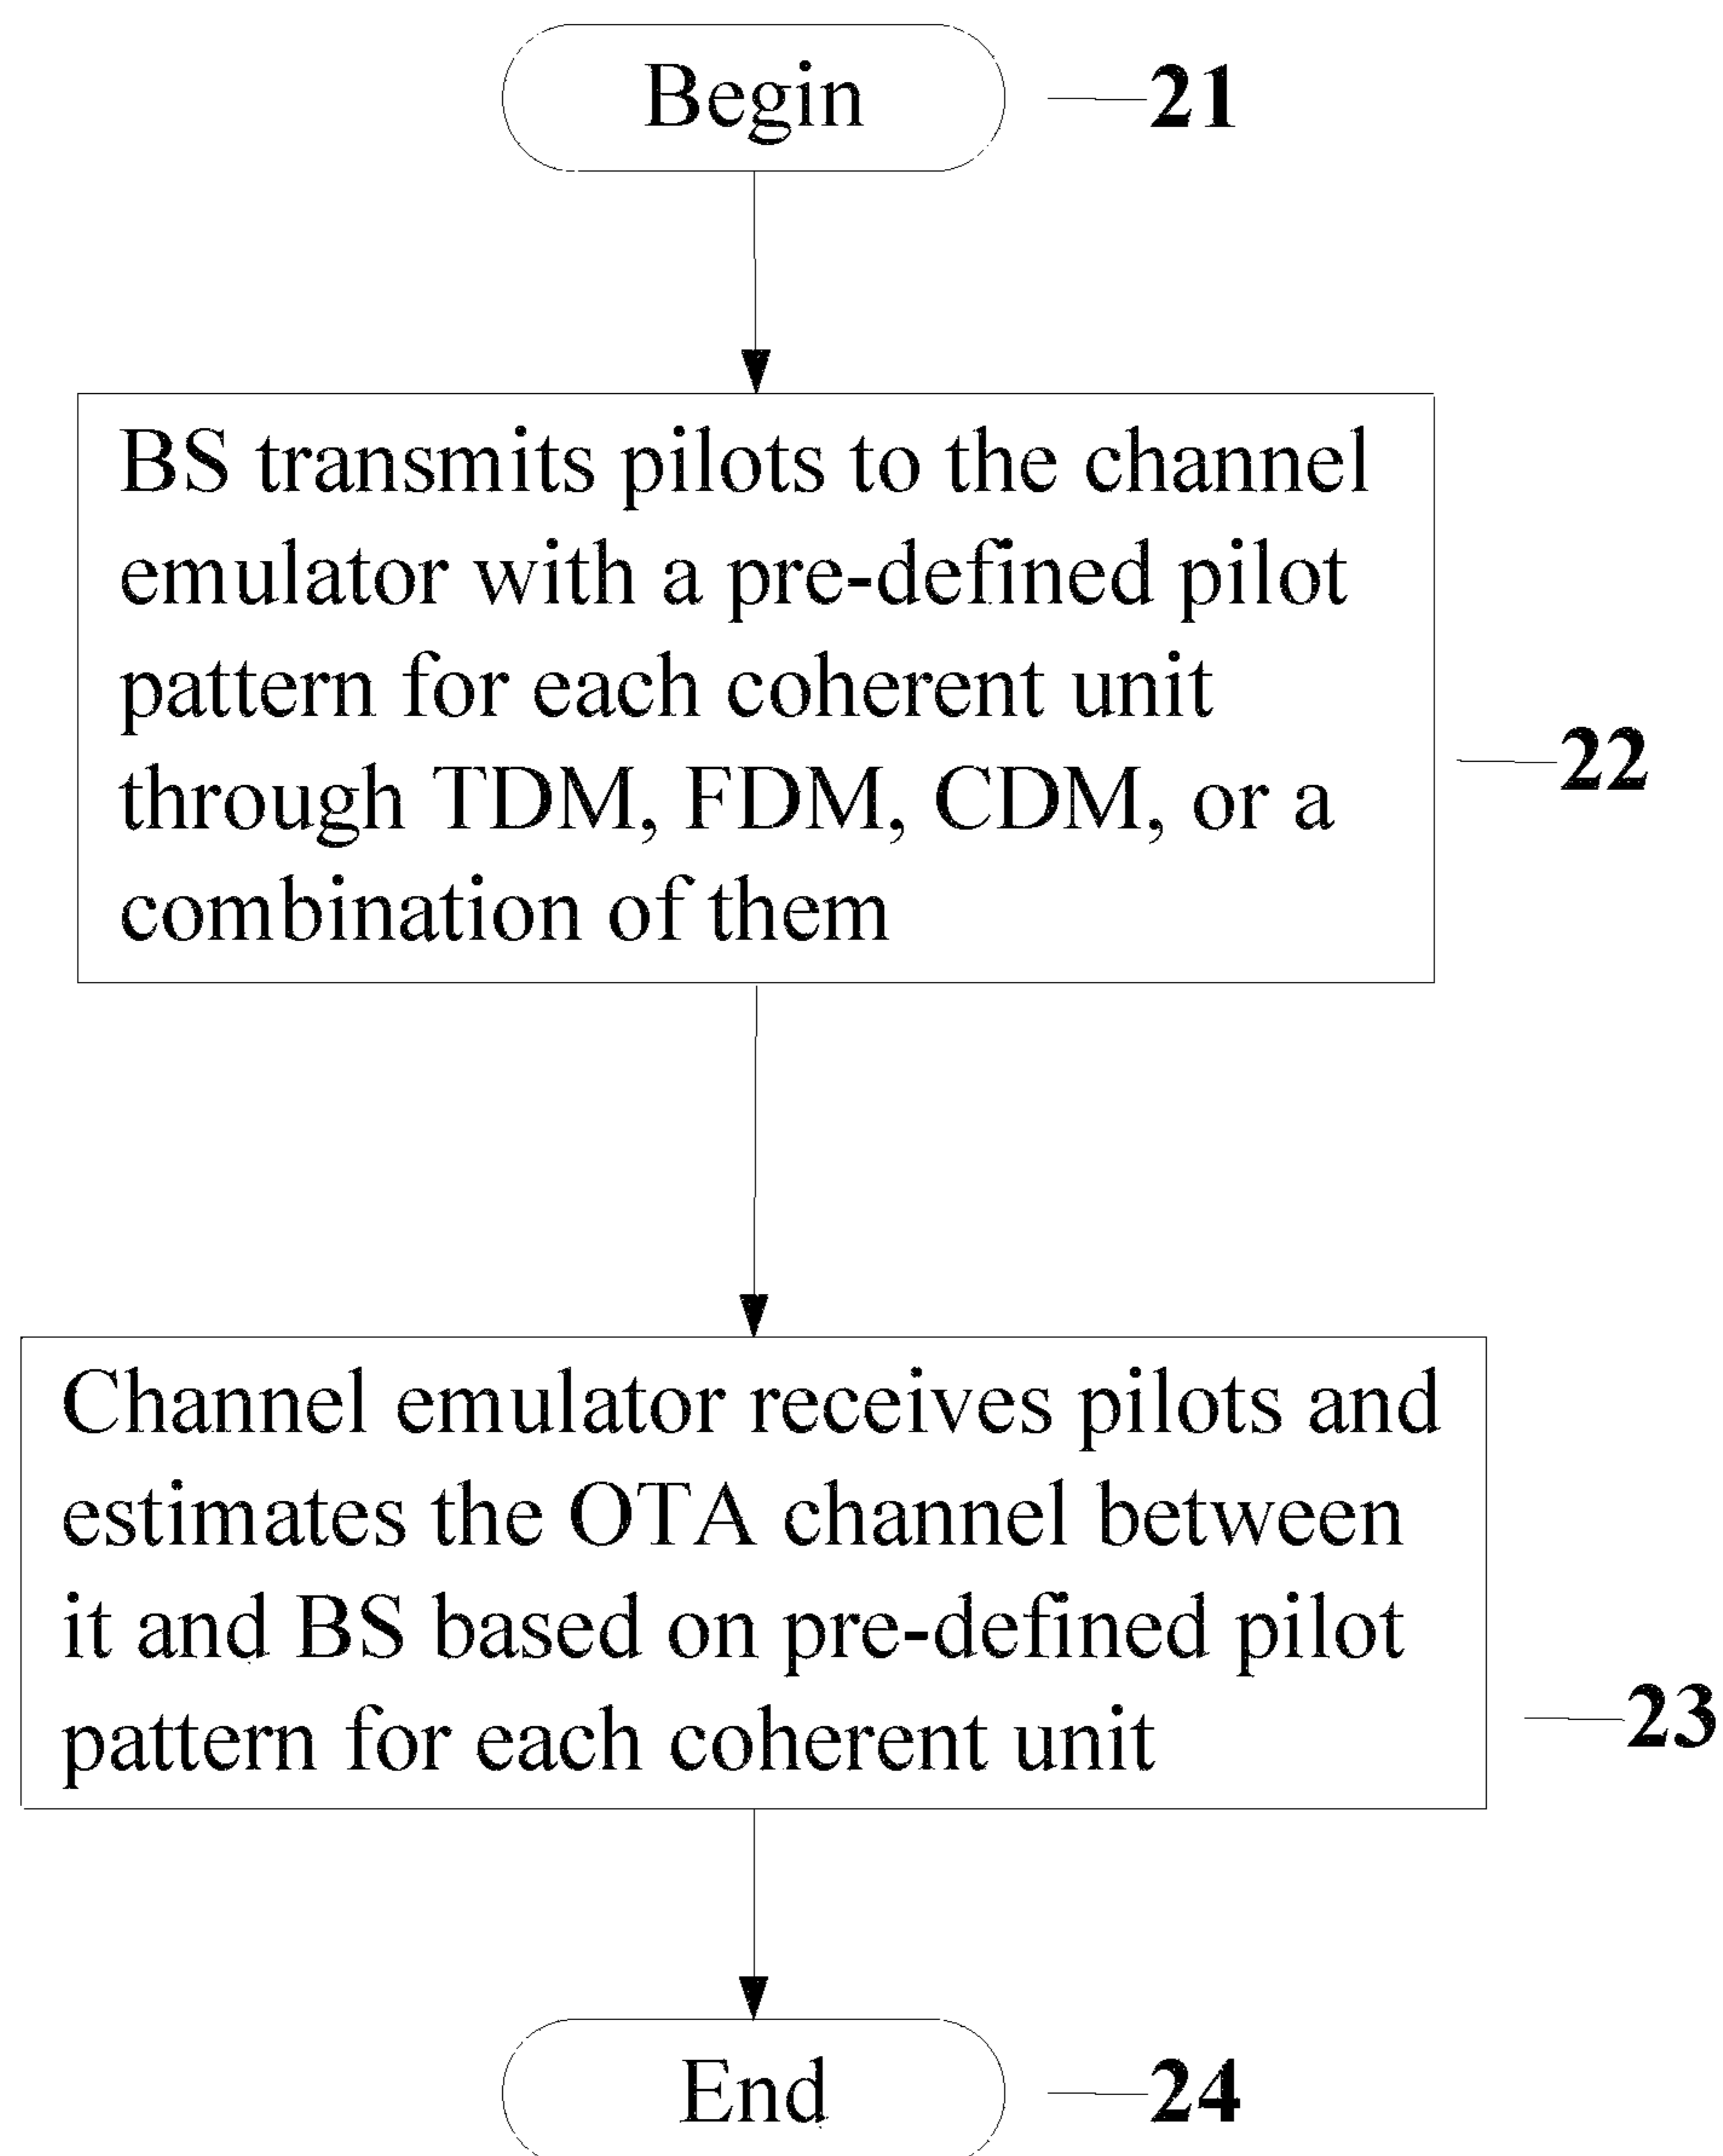 Begin
21
BS transmits pilots to the channel
emulator with a pre-defined pilot
pattern for each coherent unit
through TDM, FDM, CDM, or a
combination of them
22
Channel emulator receives pilots and
estimates the OTA channel between
it and BS based on pre-defined pilot
pattern for each coherent unit
23
End
24